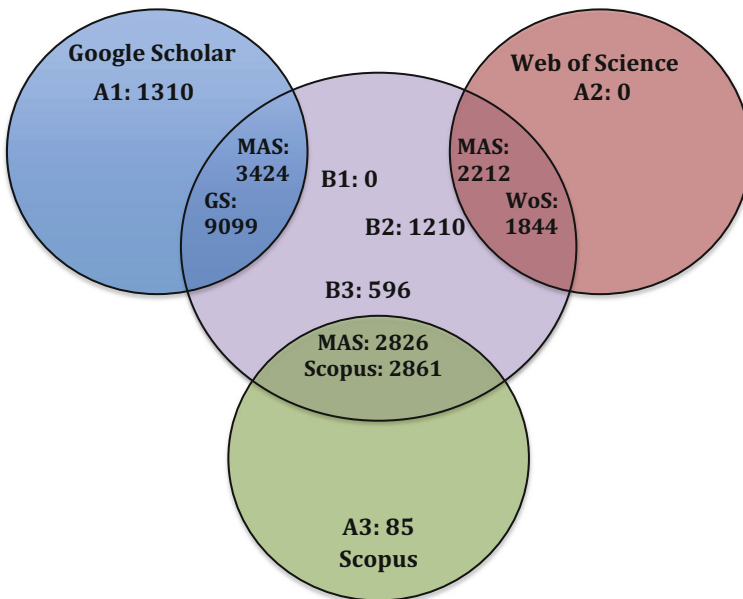 Google Scholar
A1: 1310
Web of Science
A2: 0
MAS:
3424
GS:
9099
B1: 0
B2: 1210
B3: 596
MAS:
2212
WoS:
1844
MAS: 2826
Scopus: 2861
A3: 85
Scopus